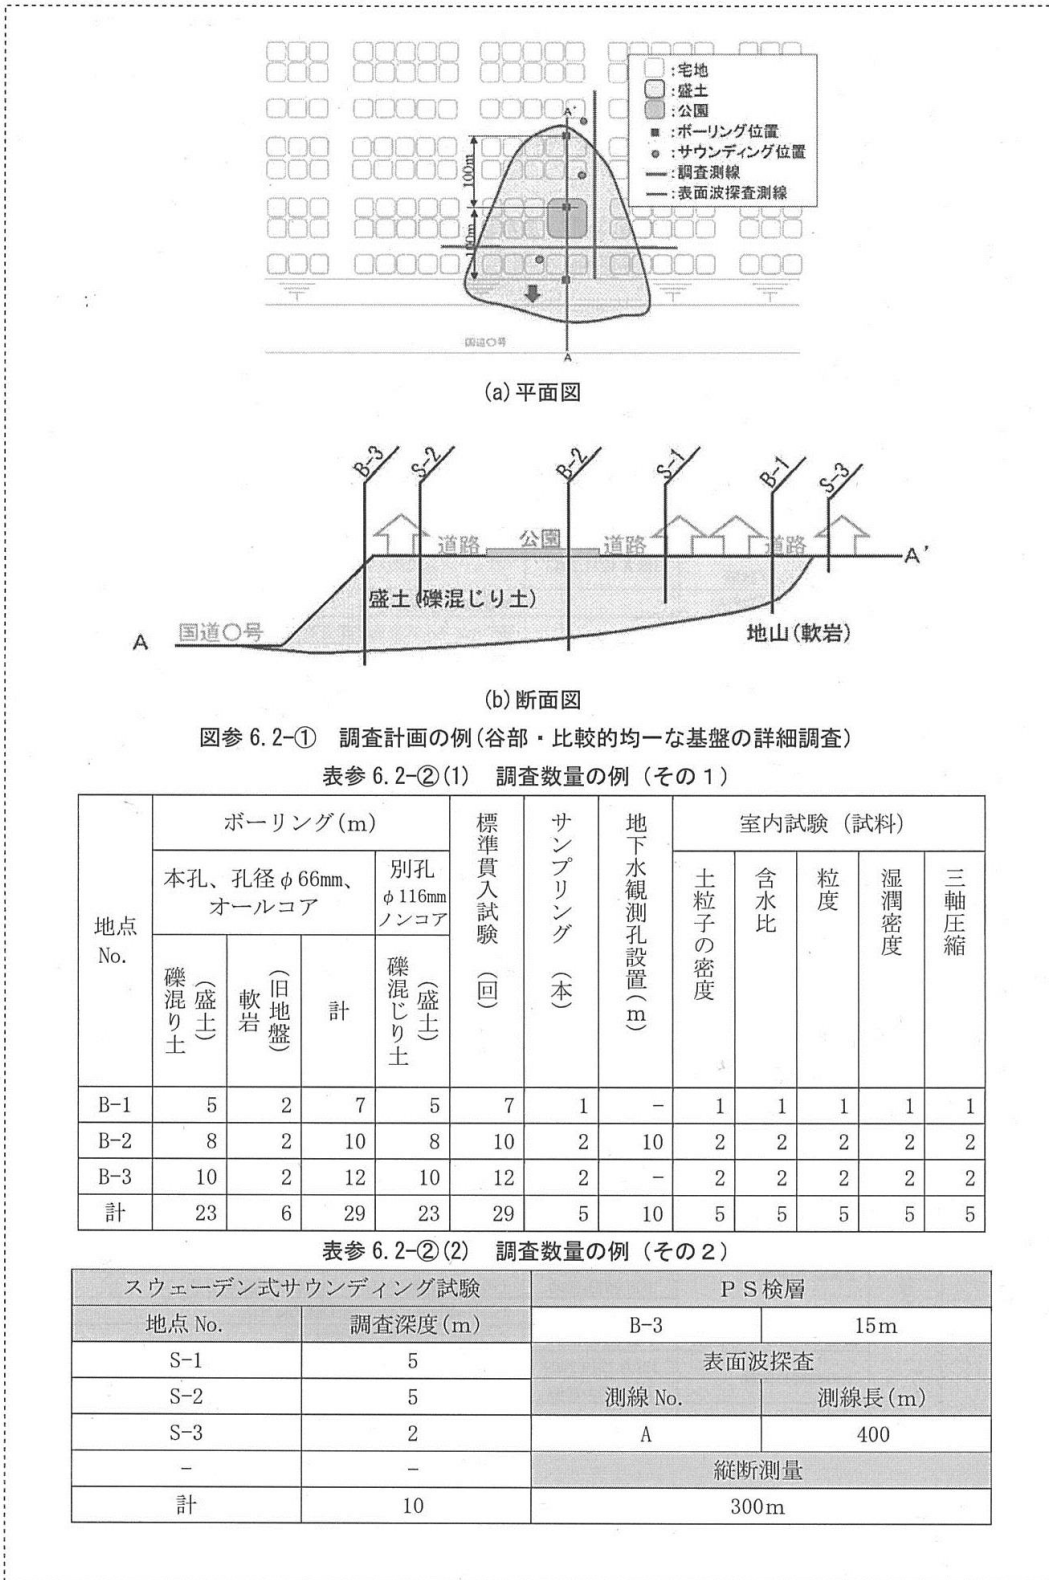 :宅地
:盛土
:公園
:ボーリング位置
:サウンディング位置
:調査測線
:表面波探査測線
A'
100m
100m
国道〇号
A
(a)平面図
B-3
S-2
B-2
S-1
B-1
S-3
道路
公園
道路
道路
A'
盛土(礫混じり土)
国道〇号
A
地山(軟岩)
(b)断面図
図参 6.2-① 調査計画の例(谷部・比較的均一な基盤の詳細調査)
表参 6.2-②(1) 調査数量の例(その1)
地点 No. ボーリング(m) 標準貫入試験(回) サンプリング(本) 地下水観測孔設置(m) 室内試験(試料)
本孔、孔径φ66mm、オールコア 別孔φ116mmノンコア 土粒子の密度 含水比 粒度 湿潤密度 三軸圧縮
(盛土)礫混り土 (旧地盤)軟岩 計 (盛土)礫混じり土
B-1 5 2 7 5 7 1 - 1 1 1 1 1
B-2 8 2 10 8 10 2 10 2 2 2 2 2
B-3 10 2 12 10 12 2 - 2 2 2 2 2
計 23 6 29 23 29 5 10 5 5 5 5 5
表参 6.2-②(2) 調査数量の例(その2)
スウェーデン式サウンディング試験 PS検層
地点 No. 調査深度(m) B-3 15m
S-1 5 表面波探査
S-2 5 測線 No. 測線長(m)
S-3 2 A 400
- - 縦断測量
計 10 300m